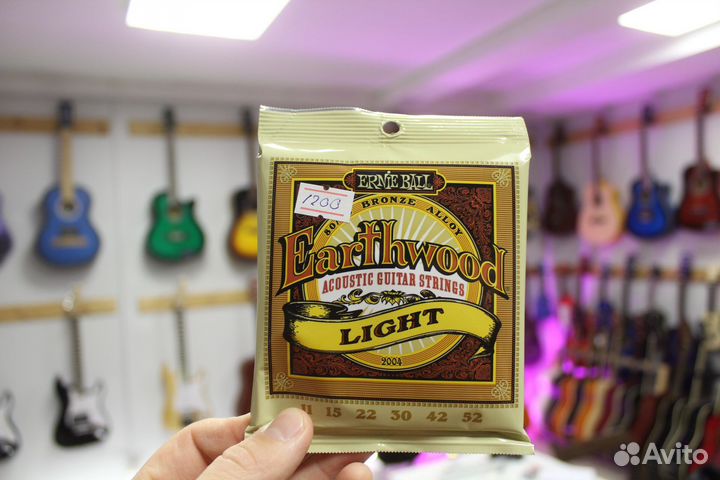 ERNIE BALL
1200
80/20 BRONZE ALLOY
Earthwood
ACOUSTIC GUITAR STRINGS
LIGHT
2004
11 15 22 30 42 52
Avito